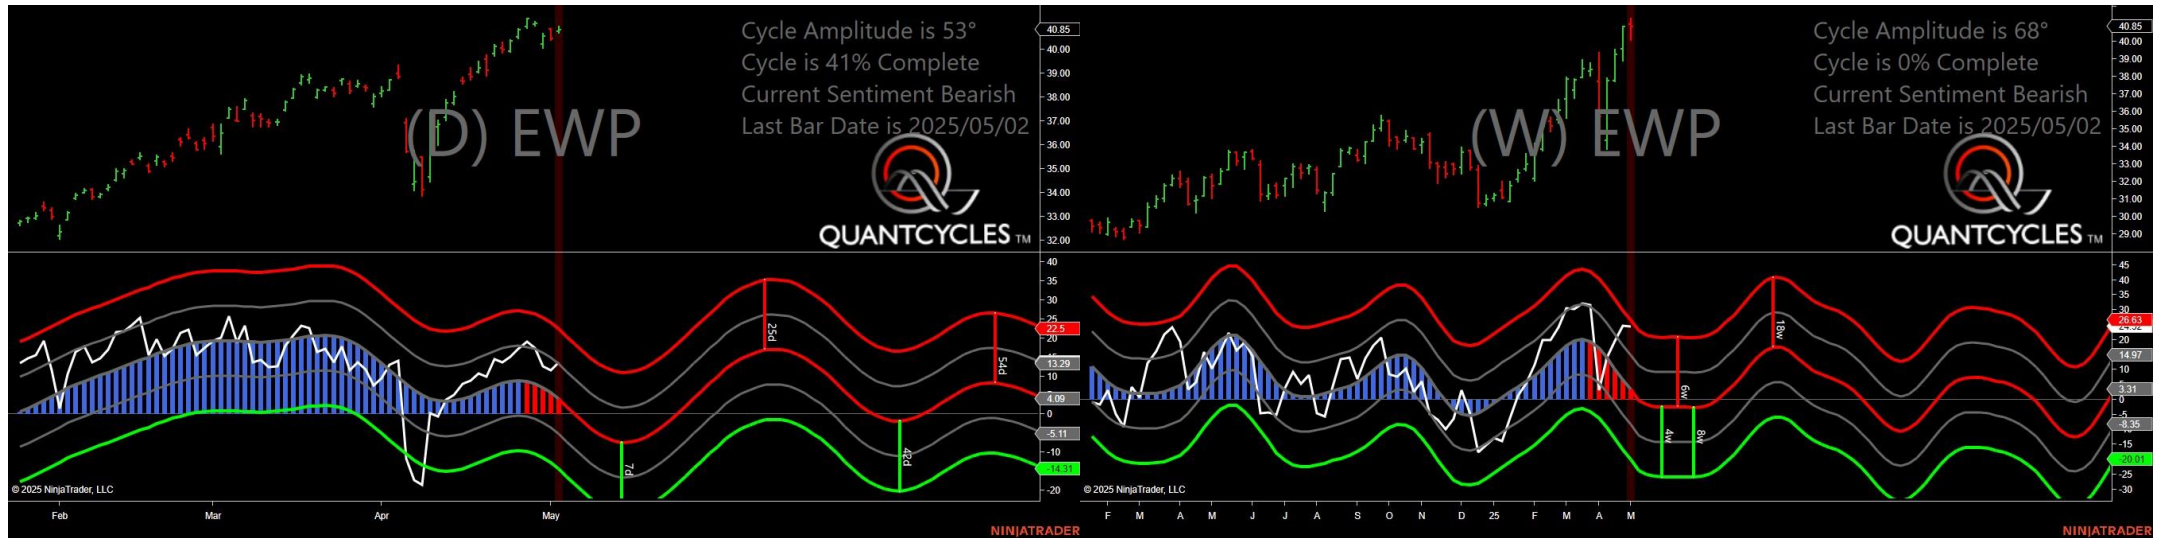 Cycle Amplitude is 53°
Cycle is 41% Complete
Current Sentiment Bearish
Last Bar Date is 2025/05/02
(D) EWP
QUANTCYCLES TM
40.85
40.00
39.00
38.00
37.00
36.00
35.00
34.00
33.00
32.00
40
35
30
25
22.5
20
15
13.29
10
4.09
0
-5.11
-10
-14.31
-20
25d
54d
7d
42d
© 2025 NinjaTrader, LLC
Feb Mar Apr May
NINJATRADER
Cycle Amplitude is 68°
Cycle is 0% Complete
Current Sentiment Bearish
Last Bar Date is 2025/05/02
(W) EWP
QUANTCYCLES TM
40.85
40.00
39.00
38.00
37.00
36.00
35.00
34.00
33.00
32.00
31.00
30.00
29.00
45
35
30
26.63
20
14.97
3.31
0
-5
-8.35
-15
-20.01
-25
-30
18w
6w
4w
8w
© 2025 NinjaTrader, LLC
F M A M J J A S O N D 25 F M A M
NINJATRADER